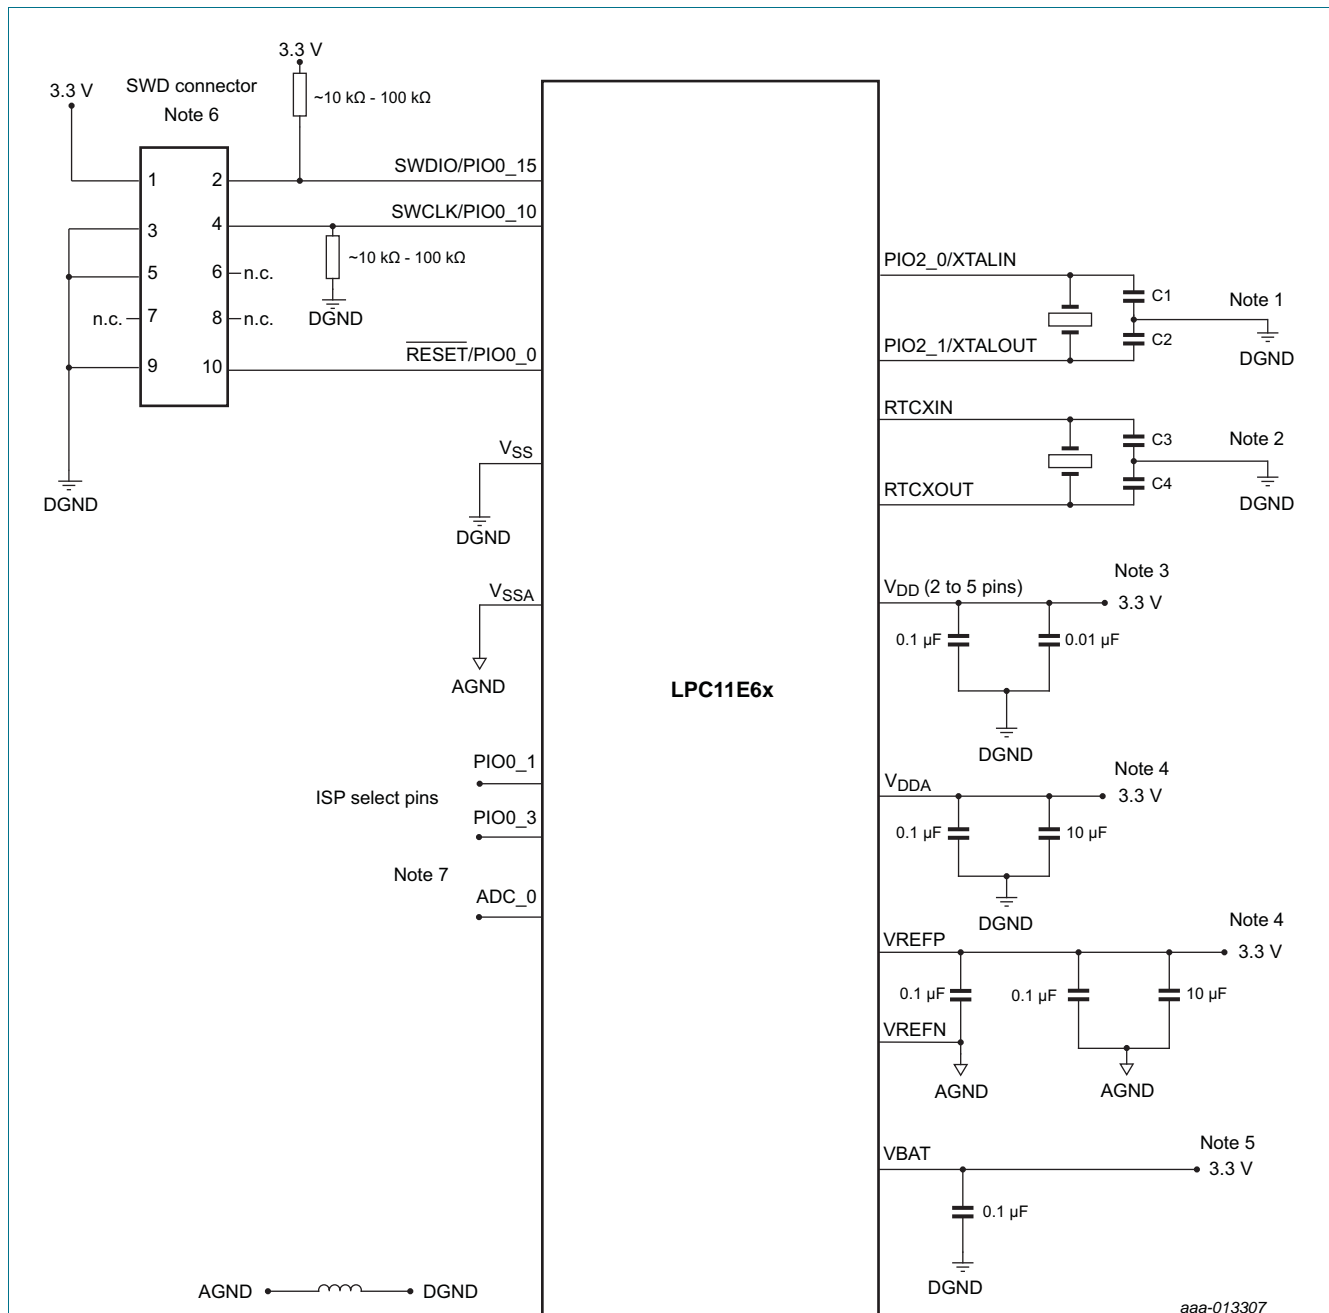 3.3 V
3.3 V
SWD connector
Note 6
~10 kΩ - 100 kΩ
1
2
SWDIO/PIO0_15
3
4
SWCLK/PIO0_10
~10 kΩ - 100 kΩ
DGND
5
6
n.c.
n.c.
7
8
n.c.
9
10
RESET/PIO0_0
DGND
VSS
DGND
VSSA
AGND
PIO0_1
ISP select pins
PIO0_3
Note 7
ADC_0
AGND
DGND
LPC11E6x
PIO2_0/XTALIN
C1
Note 1
C2
DGND
PIO2_1/XTALOUT
RTCXIN
C3
Note 2
C4
DGND
RTCXOUT
VDD (2 to 5 pins)
Note 3
3.3 V
0.1 µF
0.01 µF
DGND
VDDA
Note 4
3.3 V
0.1 µF
10 µF
DGND
VREFP
Note 4
3.3 V
0.1 µF
0.1 µF
10 µF
VREFN
AGND
AGND
VBAT
Note 5
3.3 V
0.1 µF
DGND
aaa-013307